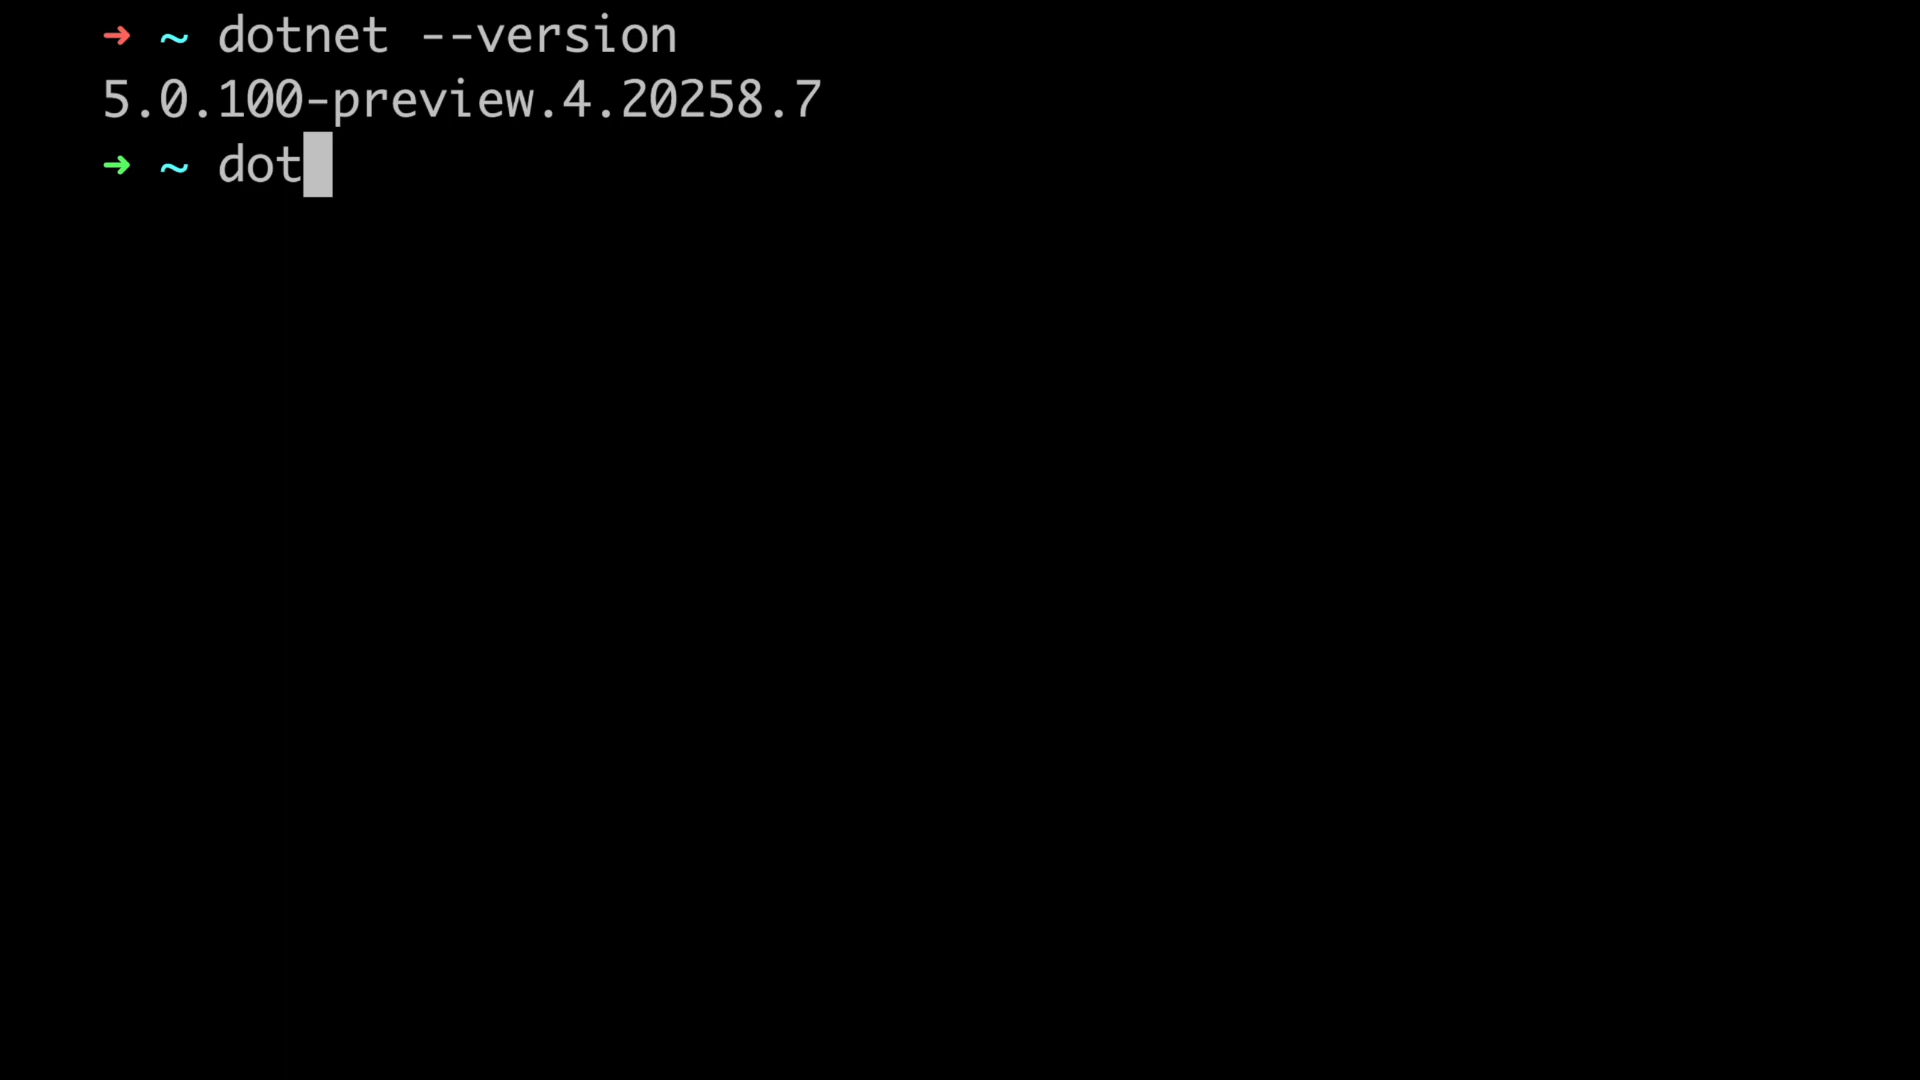 ➜ ~ dotnet --version
5.0.100-preview.4.20258.7
➜ ~ dot